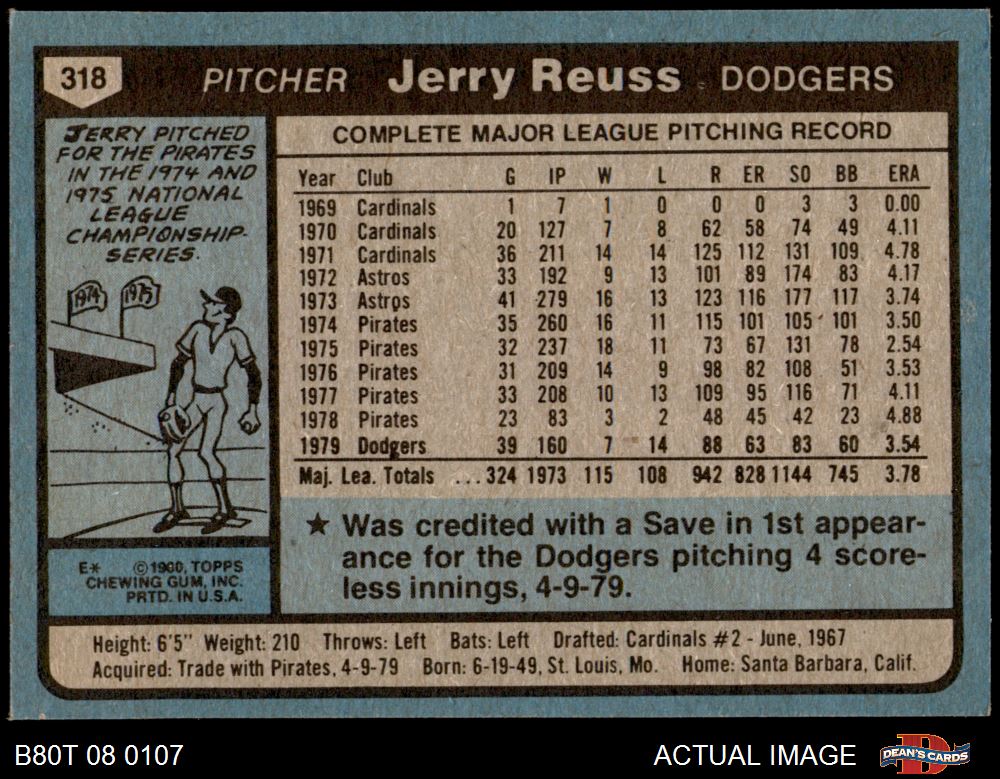 318 PITCHER Jerry Reuss DODGERS
JERRY PITCHED
FOR THE PIRATES
IN THE 1974 AND
1975 NATIONAL
LEAGUE
CHAMPIONSHIP
SERIES.
1974 1975
COMPLETE MAJOR LEAGUE PITCHING RECORD
Year Club G IP W L R ER SO BB ERA
1969 Cardinals 1 7 1 0 0 0 3 3 0.00
1970 Cardinals 20 127 7 8 62 58 74 49 4.11
1971 Cardinals 36 211 14 14 125 112 131 109 4.78
1972 Astros 33 192 9 13 101 89 174 83 4.17
1973 Astros 41 279 16 13 123 116 177 117 3.74
1974 Pirates 35 260 16 11 115 101 105 101 3.50
1975 Pirates 32 237 18 11 73 67 131 78 2.54
1976 Pirates 31 209 14 9 98 82 108 51 3.53
1977 Pirates 33 208 10 13 109 95 116 71 4.11
1978 Pirates 23 83 3 2 48 45 42 23 4.88
1979 Dodgers 39 160 7 14 88 63 83 60 3.54
Maj. Lea. Totals ...324 1973 115 108 942 828 1144 745 3.78
★ Was credited with a Save in 1st appear-
ance for the Dodgers pitching 4 score-
less innings, 4-9-79.
E* ©1980, TOPPS
CHEWING GUM, INC.
PRTD. IN U.S.A.
Height: 6'5" Weight: 210 Throws: Left Bats: Left Drafted: Cardinals #2 - June, 1967
Acquired: Trade with Pirates, 4-9-79 Born: 6-19-49, St. Louis, Mo. Home: Santa Barbara, Calif.
B80T 08 0107 ACTUAL IMAGE D DEAN'S CARDS